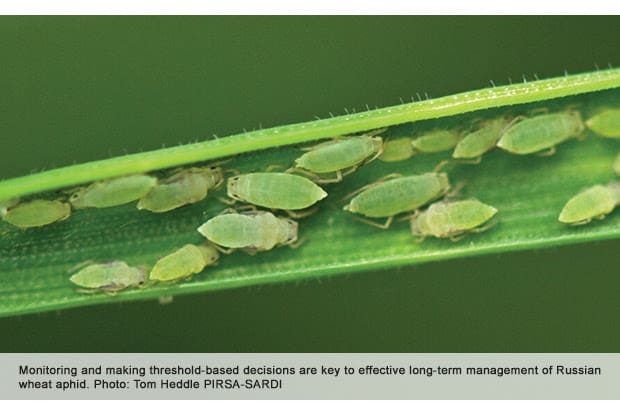 Monitoring and making threshold-based decisions are key to effective long-term management of Russian
wheat aphid. Photo: Tom Heddle PIRSA-SARDI